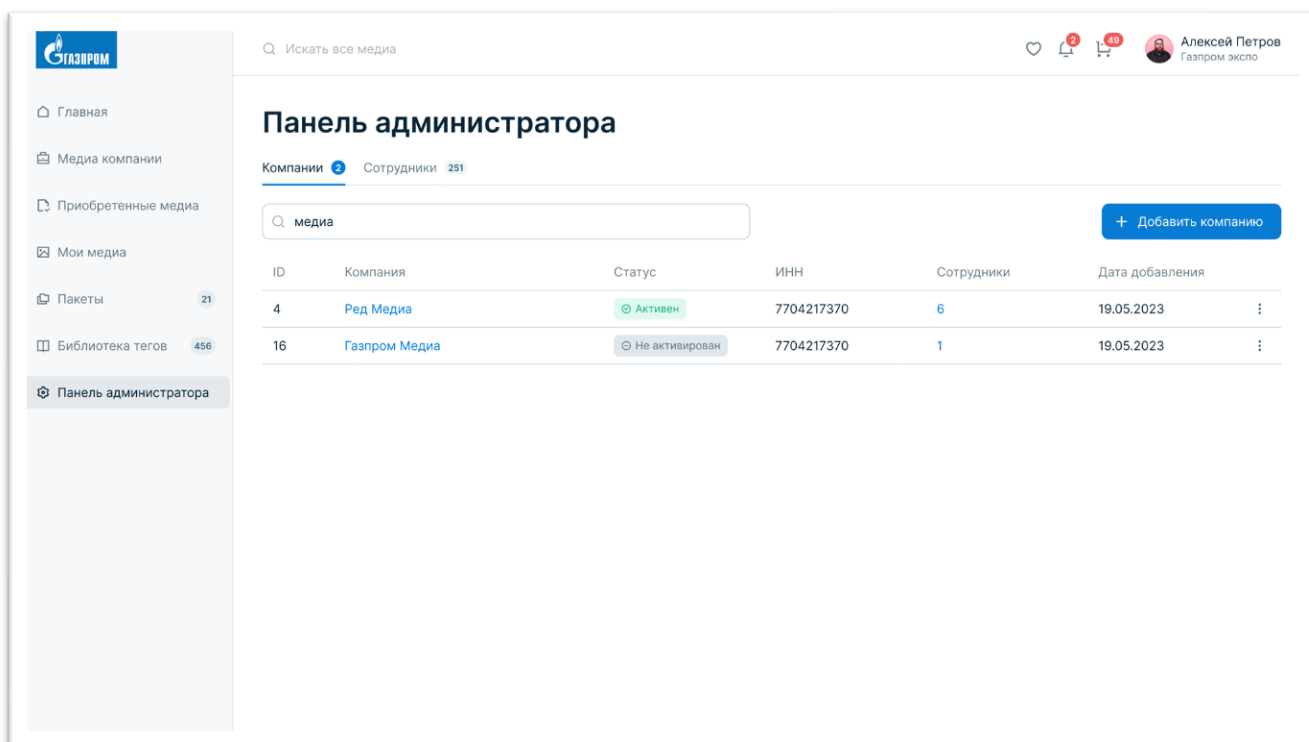 ГАЗПРОМ
Искать все медиа
2
49
Алексей Петров
Газпром экспо
Главная
Медиа компании
Приобретенные медиа
Мои медиа
Пакеты 21
Библиотека тегов 456
Панель администратора
Панель администратора
Компании 2 Сотрудники 251
медиа
+ Добавить компанию
ID Компания Статус ИНН Сотрудники Дата добавления
4 Ред Медиа Активен 7704217370 6 19.05.2023
16 Газпром Медиа Не активирован 7704217370 1 19.05.2023